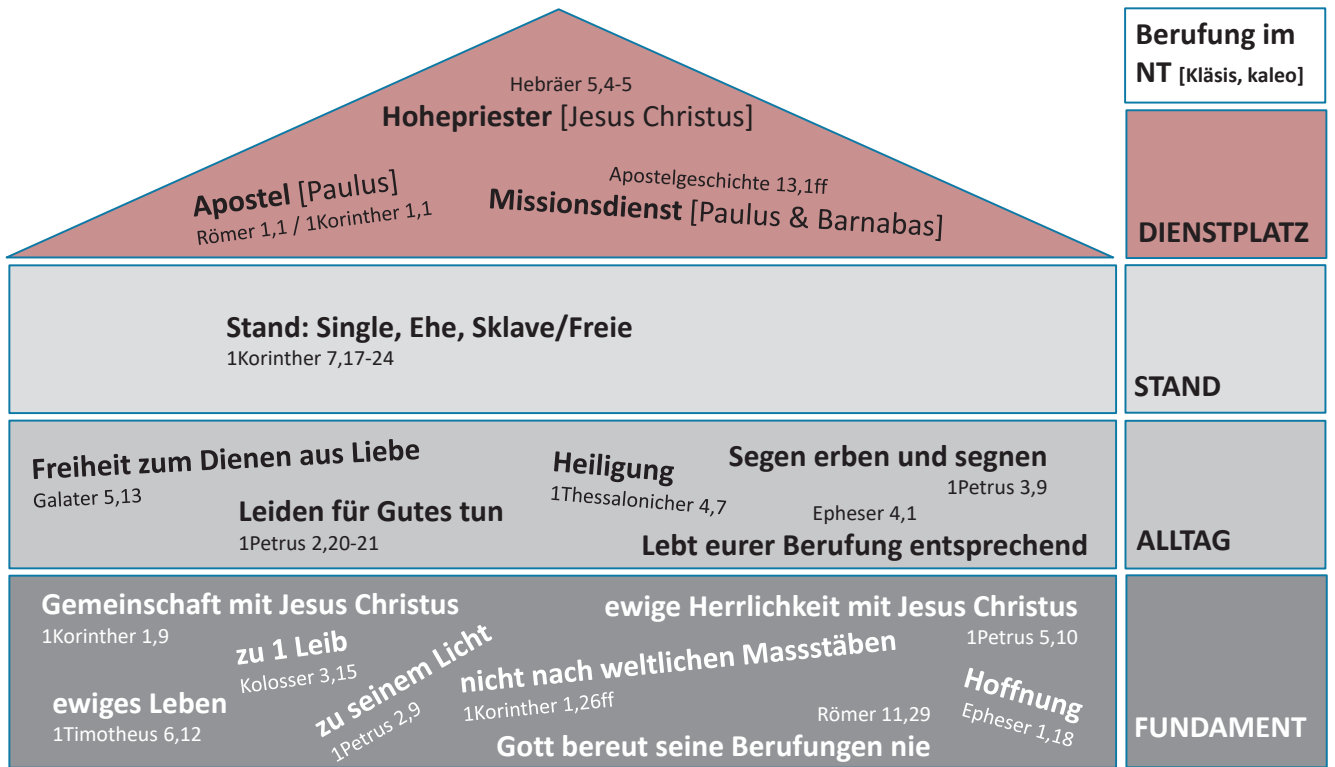 Berufung im
NT [Kläsis, kaleo]
Hebräer 5,4-5
Hohepriester [Jesus Christus]
Apostel [Paulus]
Römer 1,1 / 1Korinther 1,1
Apostelgeschichte 13,1ff
Missionsdienst [Paulus & Barnabas]
DIENSTPLATZ
Stand: Single, Ehe, Sklave/Freie
1Korinther 7,17-24
STAND
Freiheit zum Dienen aus Liebe
Galater 5,13
Leiden für Gutes tun
1Petrus 2,20-21
Heiligung
1Thessalonicher 4,7
Segen erben und segnen
1Petrus 3,9
Epheser 4,1
Lebt eurer Berufung entsprechend
ALLTAG
Gemeinschaft mit Jesus Christus
1Korinther 1,9
zu 1 Leib
Kolosser 3,15
ewiges Leben
1Timotheus 6,12
zu seinem Licht
1Petrus 2,9
ewige Herrlichkeit mit Jesus Christus
1Petrus 5,10
nicht nach weltlichen Massstäben
1Korinther 1,26ff
Römer 11,29
Gott bereut seine Berufungen nie
Hoffnung
Epheser 1,18
FUNDAMENT